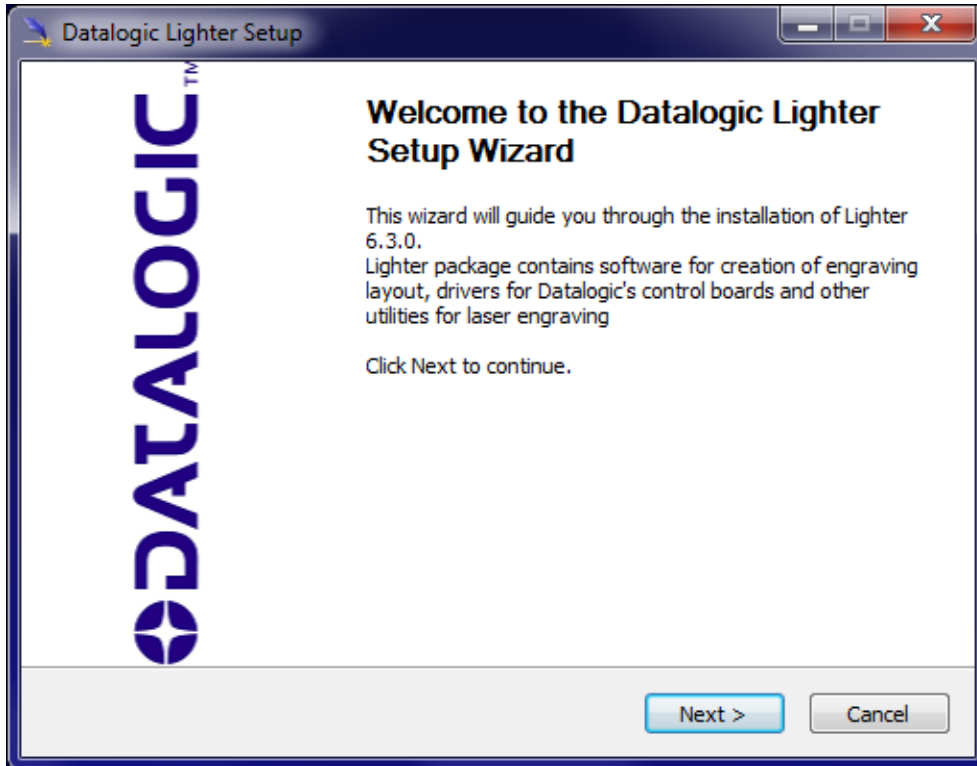 Datalogic Lighter Setup
DATALOGIC™
Welcome to the Datalogic Lighter
Setup Wizard
This wizard will guide you through the installation of Lighter
6.3.0.
Lighter package contains software for creation of engraving
layout, drivers for Datalogic's control boards and other
utilities for laser engraving
Click Next to continue.
Next >
Cancel